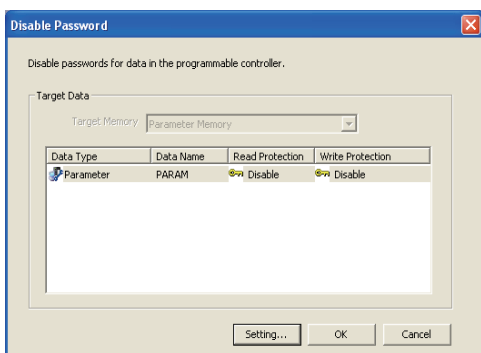 Disable Password
Disable passwords for data in the programmable controller.
Target Data
Target Memory Parameter Memory
Data Type Data Name Read Protection Write Protection
Parameter PARAM Disable Disable
Setting... OK Cancel